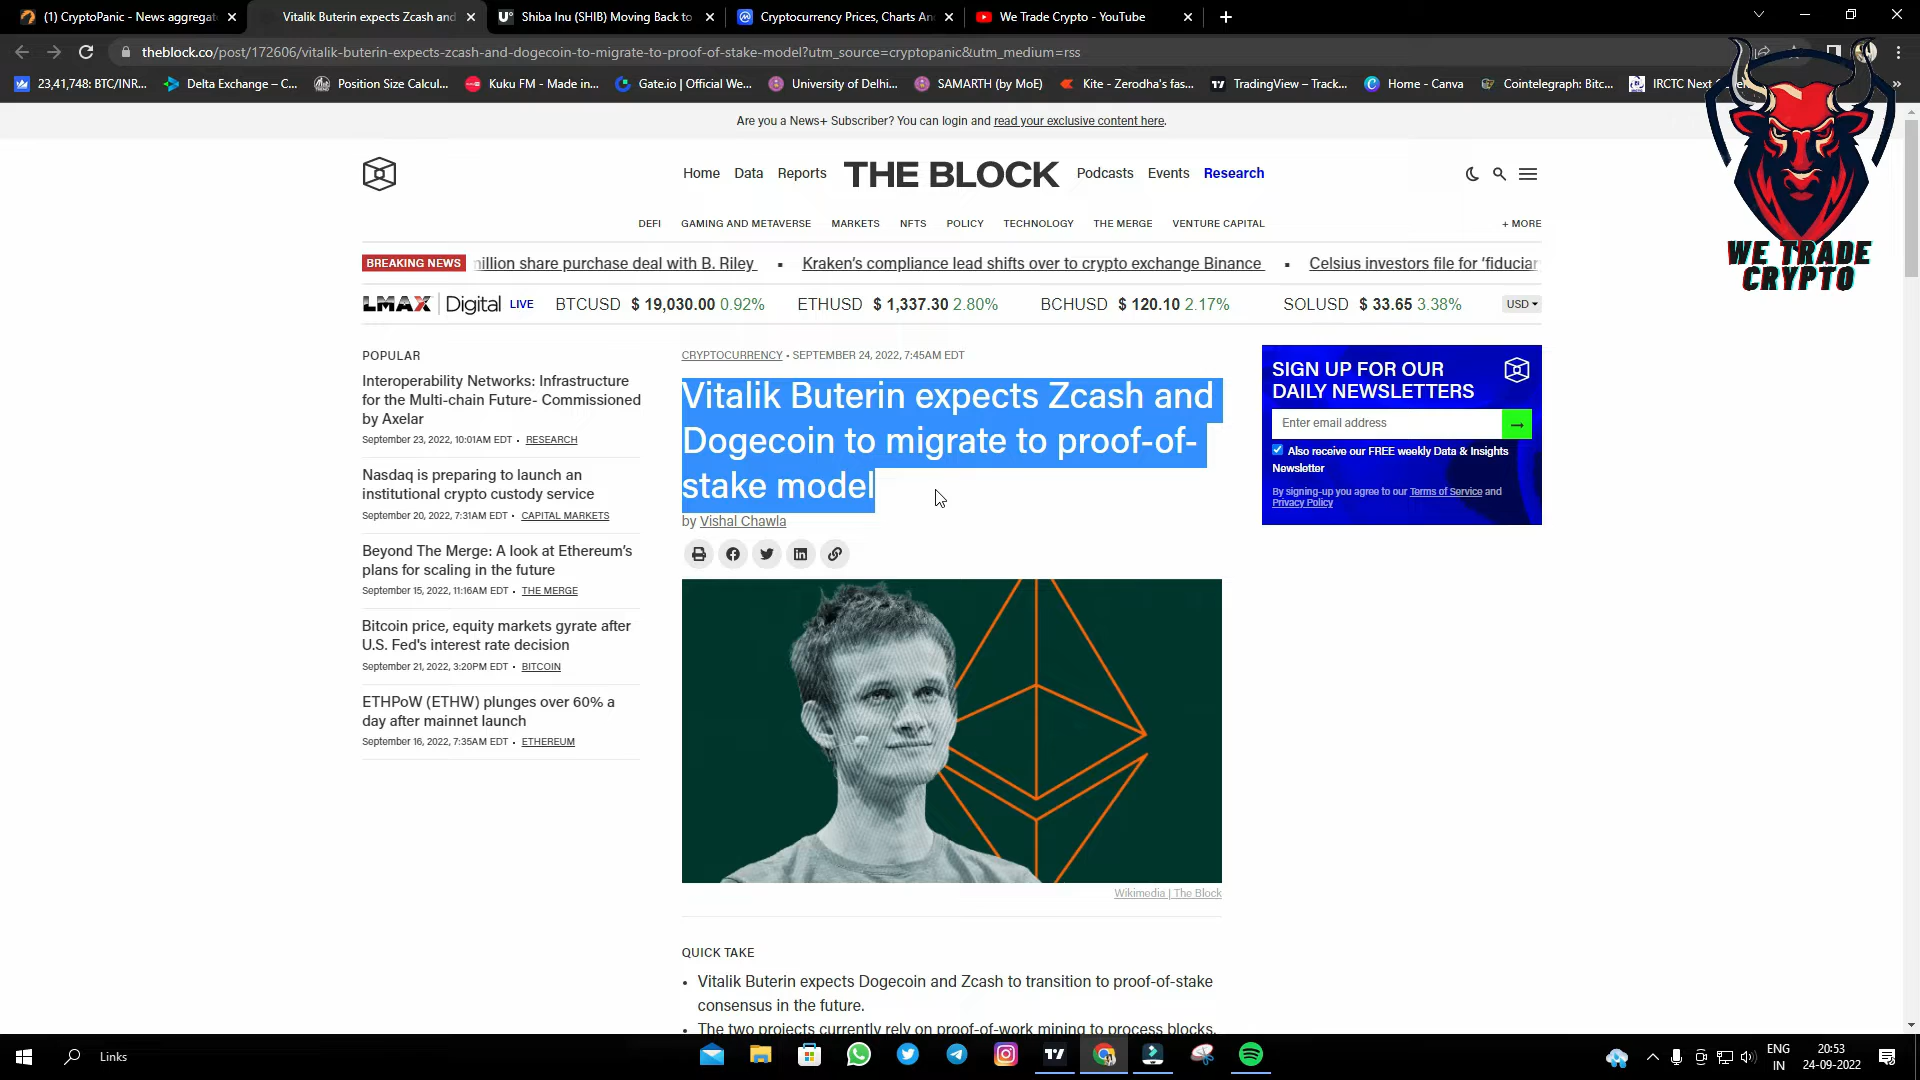 (1) CryptoPanic - News aggregat
Vitalik Buterin expects Zcash and
Shiba Inu (SHIB) Moving Back to
Cryptocurrency Prices, Charts An
We Trade Crypto - YouTube
theblock.co/post/172606/vitalik-buterin-expects-zcash-and-dogecoin-to-migrate-to-proof-of-stake-model?utm_source=cryptopanic&utm_medium=rss
23,41,748: BTC/INR...
Delta Exchange – C...
Position Size Calcul...
Kuku FM - Made in...
Gate.io | Official We...
University of Delhi...
SAMARTH (by MoE)
Kite - Zerodha's fas...
TradingView – Track...
Home - Canva
Cointelegraph: Bitc...
IRCTC Next
Are you a News+ Subscriber? You can login and read your exclusive content here.
WE TRADE
CRYPTO
Home Data Reports THE BLOCK Podcasts Events Research
DEFI GAMING AND METAVERSE MARKETS NFTS POLICY TECHNOLOGY THE MERGE VENTURE CAPITAL + MORE
BREAKING NEWS illion share purchase deal with B. Riley ▪ Kraken's compliance lead shifts over to crypto exchange Binance ▪ Celsius investors file for 'fiduciar
LMAX Digital LIVE BTCUSD $ 19,030.00 0.92% ETHUSD $ 1,337.30 2.80% BCHUSD $ 120.10 2.17% SOLUSD $ 33.65 3.38% USD
POPULAR
Interoperability Networks: Infrastructure
for the Multi-chain Future- Commissioned
by Axelar
September 23, 2022, 10:01AM EDT • RESEARCH
Nasdaq is preparing to launch an
institutional crypto custody service
September 20, 2022, 7:31AM EDT • CAPITAL MARKETS
Beyond The Merge: A look at Ethereum's
plans for scaling in the future
September 15, 2022, 11:16AM EDT • THE MERGE
Bitcoin price, equity markets gyrate after
U.S. Fed's interest rate decision
September 21, 2022, 3:20PM EDT • BITCOIN
ETHPoW (ETHW) plunges over 60% a
day after mainnet launch
September 16, 2022, 7:35AM EDT • ETHEREUM
CRYPTOCURRENCY • SEPTEMBER 24, 2022, 7:45AM EDT
Vitalik Buterin expects Zcash and
Dogecoin to migrate to proof-of-
stake model
by Vishal Chawla
Wikimedia | The Block
QUICK TAKE
• Vitalik Buterin expects Dogecoin and Zcash to transition to proof-of-stake
consensus in the future.
• The two projects currently rely on proof-of-work mining to process blocks.
SIGN UP FOR OUR
DAILY NEWSLETTERS
Enter email address
Also receive our FREE weekly Data & Insights
Newsletter
By signing-up you agree to our Terms of Service and
Privacy Policy
Links
ENG
IN
20:53
24-09-2022